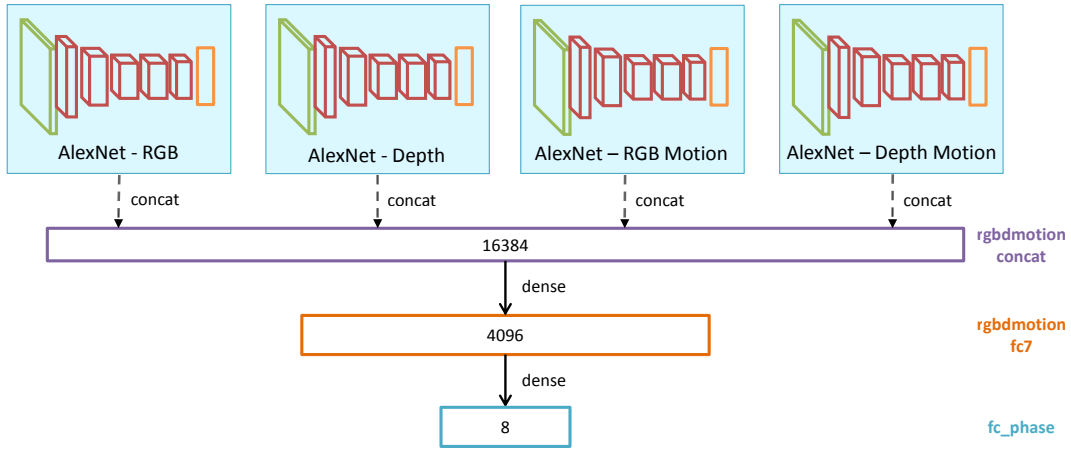 AlexNet - RGB
AlexNet - Depth
AlexNet – RGB Motion
AlexNet – Depth Motion
concat
concat
concat
concat
16384
rgbdmotion
concat
dense
4096
rgbdmotion
fc7
dense
8
fc_phase